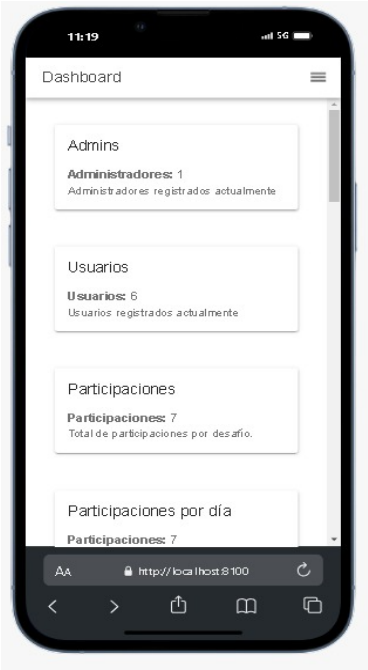 11:19
5G
Dashboard
Admins
Administradores: 1
Administradores registrados actualmente
Usuarios
Usuarios: 6
Usuarios registrados actualmente
Participaciones
Participaciones: 7
Total de participaciones por desafío.
Participaciones por día
Participaciones: 7
AA
http://localhost:8100